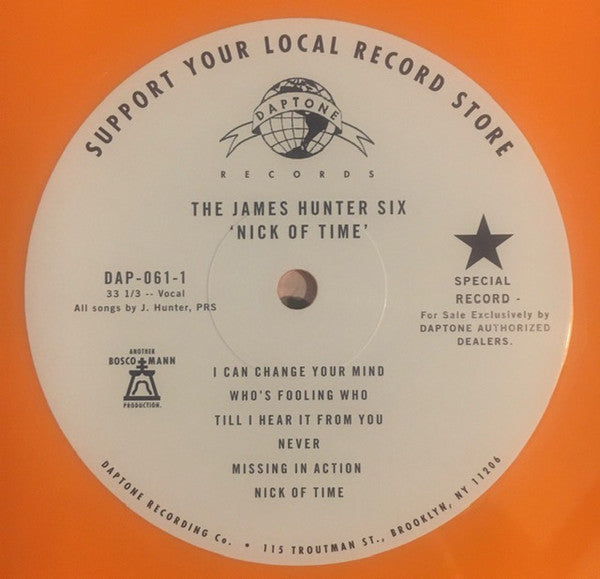 SUPPORT YOUR LOCAL RECORD STORE
DAPTONE
RECORDS
THE JAMES HUNTER SIX
'NICK OF TIME'
DAP-061-1
33 1/3 -- Vocal
All songs by J. Hunter, PRS
SPECIAL
RECORD -
For Sale Exclusively by
DAPTONE AUTHORIZED
DEALERS.
ANOTHER
BOSCO MANN
PRODUCTION.
I CAN CHANGE YOUR MIND
WHO'S FOOLING WHO
TILL I HEAR IT FROM YOU
NEVER
MISSING IN ACTION
NICK OF TIME
DAPTONE RECORDING Co. • 115 TROUTMAN ST., BROOKLYN, NY 11206